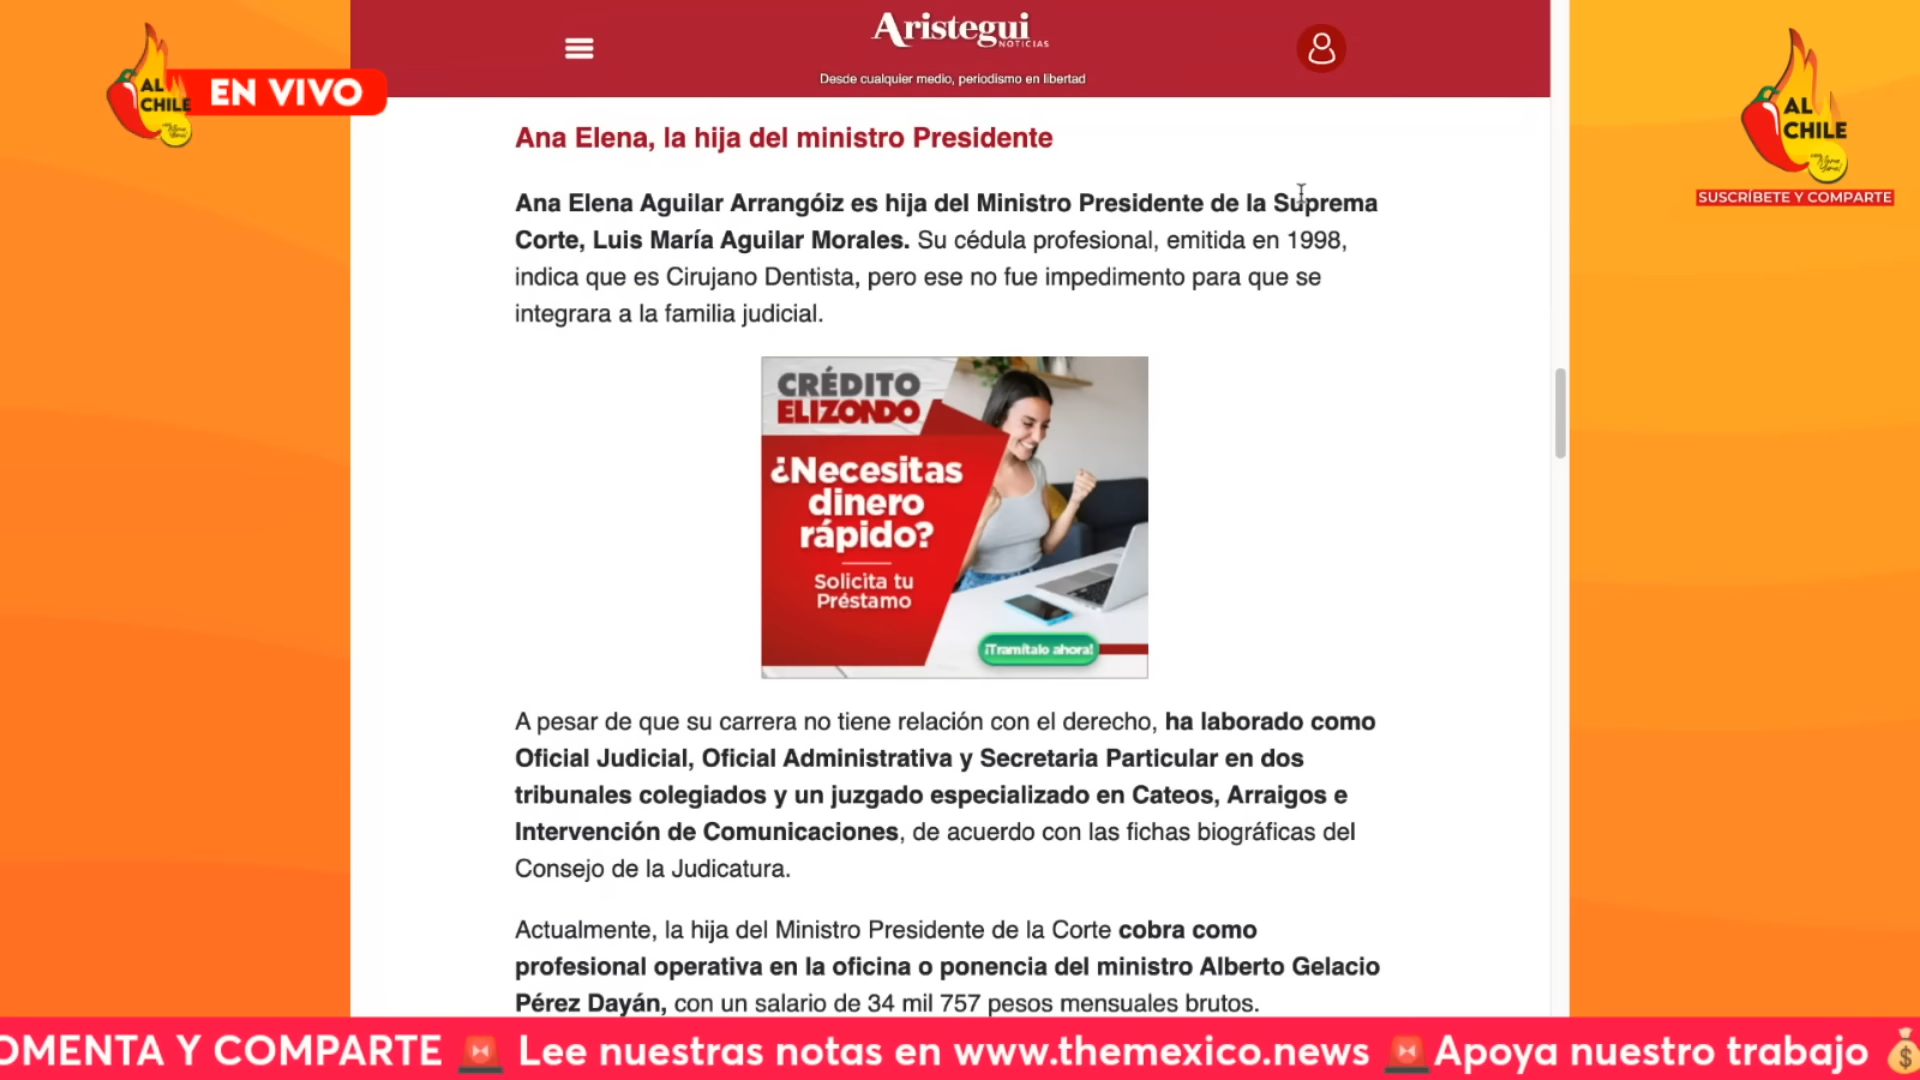 Aristegui
NOTICIAS
Desde cualquier medio, periodismo en libertad
AL
CHILE
EN VIVO
AL
CHILE
SUSCRÍBETE Y COMPARTE
Ana Elena, la hija del ministro Presidente
Ana Elena Aguilar Arrangóiz es hija del Ministro Presidente de la Suprema
Corte, Luis María Aguilar Morales. Su cédula profesional, emitida en 1998,
indica que es Cirujano Dentista, pero ese no fue impedimento para que se
integrara a la familia judicial.
CRÉDITO
ELIZONDO
¿Necesitas
dinero
rápido?
Solicita tu
Préstamo
¡Tramítalo ahora!
A pesar de que su carrera no tiene relación con el derecho, ha laborado como
Oficial Judicial, Oficial Administrativa y Secretaria Particular en dos
tribunales colegiados y un juzgado especializado en Cateos, Arraigos e
Intervención de Comunicaciones, de acuerdo con las fichas biográficas del
Consejo de la Judicatura.
Actualmente, la hija del Ministro Presidente de la Corte cobra como
profesional operativa en la oficina o ponencia del ministro Alberto Gelacio
Pérez Dayán, con un salario de 34 mil 757 pesos mensuales brutos.
OMENTA Y COMPARTE Lee nuestras notas en www.themexico.news Apoya nuestro trabajo